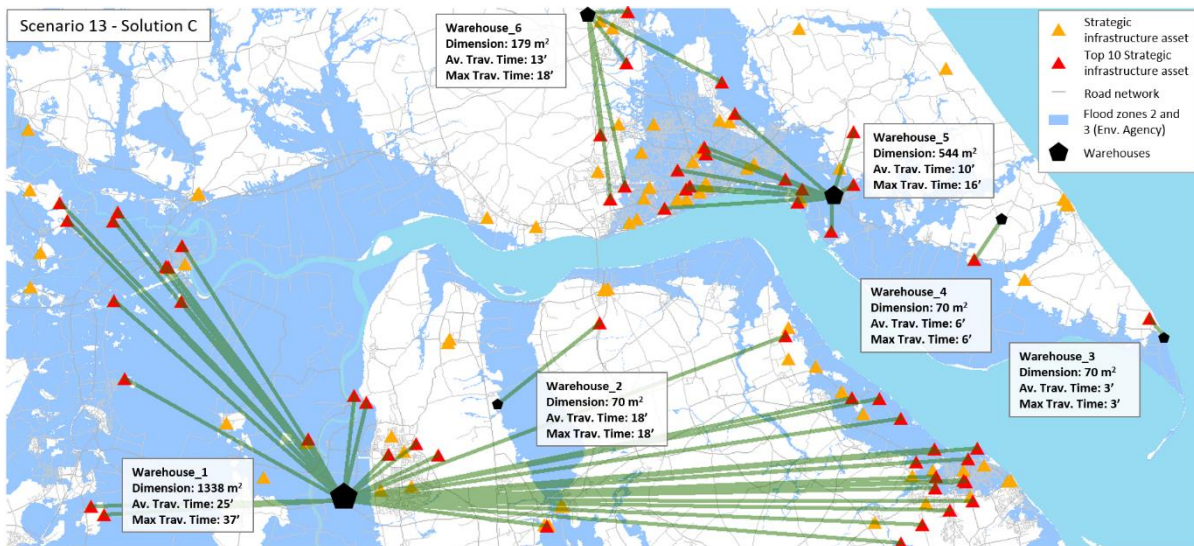 Scenario 13 - Solution C
Warehouse_6
Dimension: 179 m²
Av. Trav. Time: 13’
Max Trav. Time: 18’
Strategic
infrastructure asset
Top 10 Strategic
infrastructure asset
Road network
Flood zones 2 and
3 (Env. Agency)
Warehouses
Warehouse_5
Dimension: 544 m²
Av. Trav. Time: 10’
Max Trav. Time: 16’
Warehouse_4
Dimension: 70 m²
Av. Trav. Time: 6’
Max Trav. Time: 6’
Warehouse_3
Dimension: 70 m²
Av. Trav. Time: 3’
Max Trav. Time: 3’
Warehouse_2
Dimension: 70 m²
Av. Trav. Time: 18’
Max Trav. Time: 18’
Warehouse_1
Dimension: 1338 m²
Av. Trav. Time: 25’
Max Trav. Time: 37’